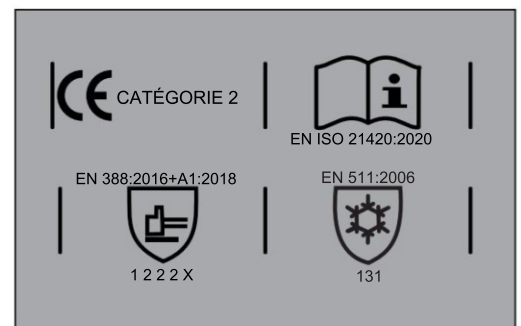 CE CATÉGORIE 2
i
EN ISO 21420:2020
EN 388:2016+A1:2018
1 2 2 2 X
EN 511:2006
131